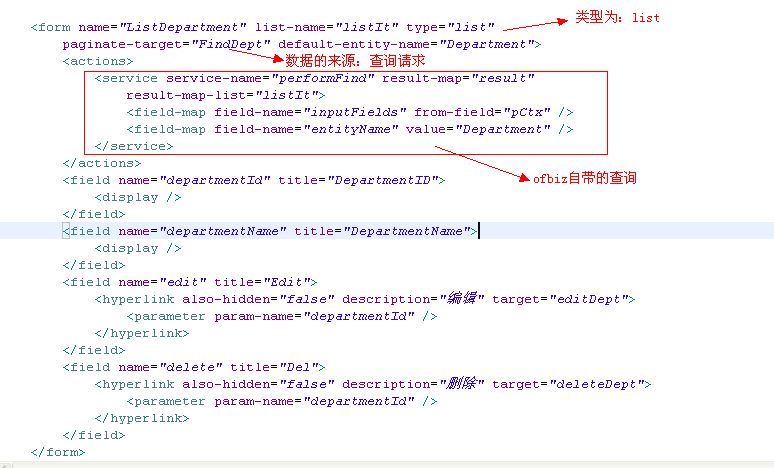 <form name="ListDepartment" list-name="listIt" type="list"
类型为：list
paginate-target="FindDept" default-entity-name="Department">
<actions>
数据的来源：查询请求
<service service-name="performFind" result-map="result"
result-map-list="listIt">
<field-map field-name="inputFields" from-field="pCtx" />
<field-map field-name="entityName" value="Department" />
</service>
</actions>
ofbiz自带的查询
<field name="departmentId" title="DepartmentID">
<display />
</field>
<field name="departmentName" title="DepartmentName">
<display />
</field>
<field name="edit" title="Edit">
<hyperlink also-hidden="false" description="编辑" target="editDept">
<parameter param-name="departmentId" />
</hyperlink>
</field>
<field name="delete" title="Del">
<hyperlink also-hidden="false" description="删除" target="deleteDept">
<parameter param-name="departmentId" />
</hyperlink>
</field>
</form>